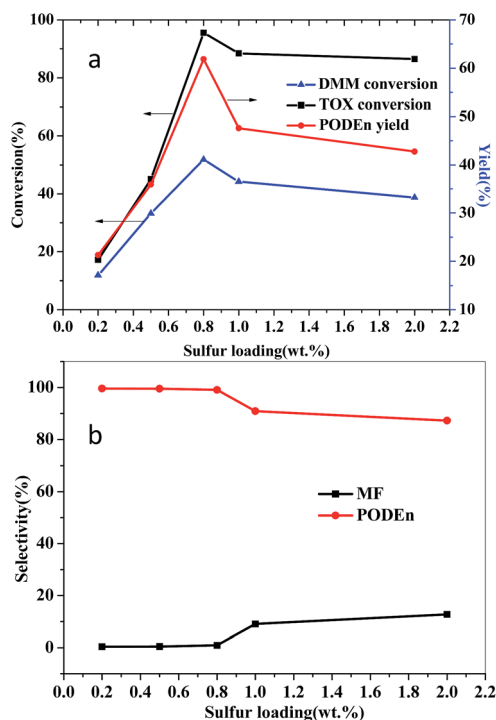 100
80
60
40
20
0
Conversion(%)
a
DMM conversion
TOX conversion
PODEn yield
70
60
50
40
30
20
10
Yield(%)
0.0 0.2 0.4 0.6 0.8 1.0 1.2 1.4 1.6 1.8 2.0 2.2
Sulfur loading(wt.%)
100
80
60
40
20
0
Selectivity(%)
b
MF
PODEn
0.0 0.2 0.4 0.6 0.8 1.0 1.2 1.4 1.6 1.8 2.0 2.2
Sulfur loading(wt.%)